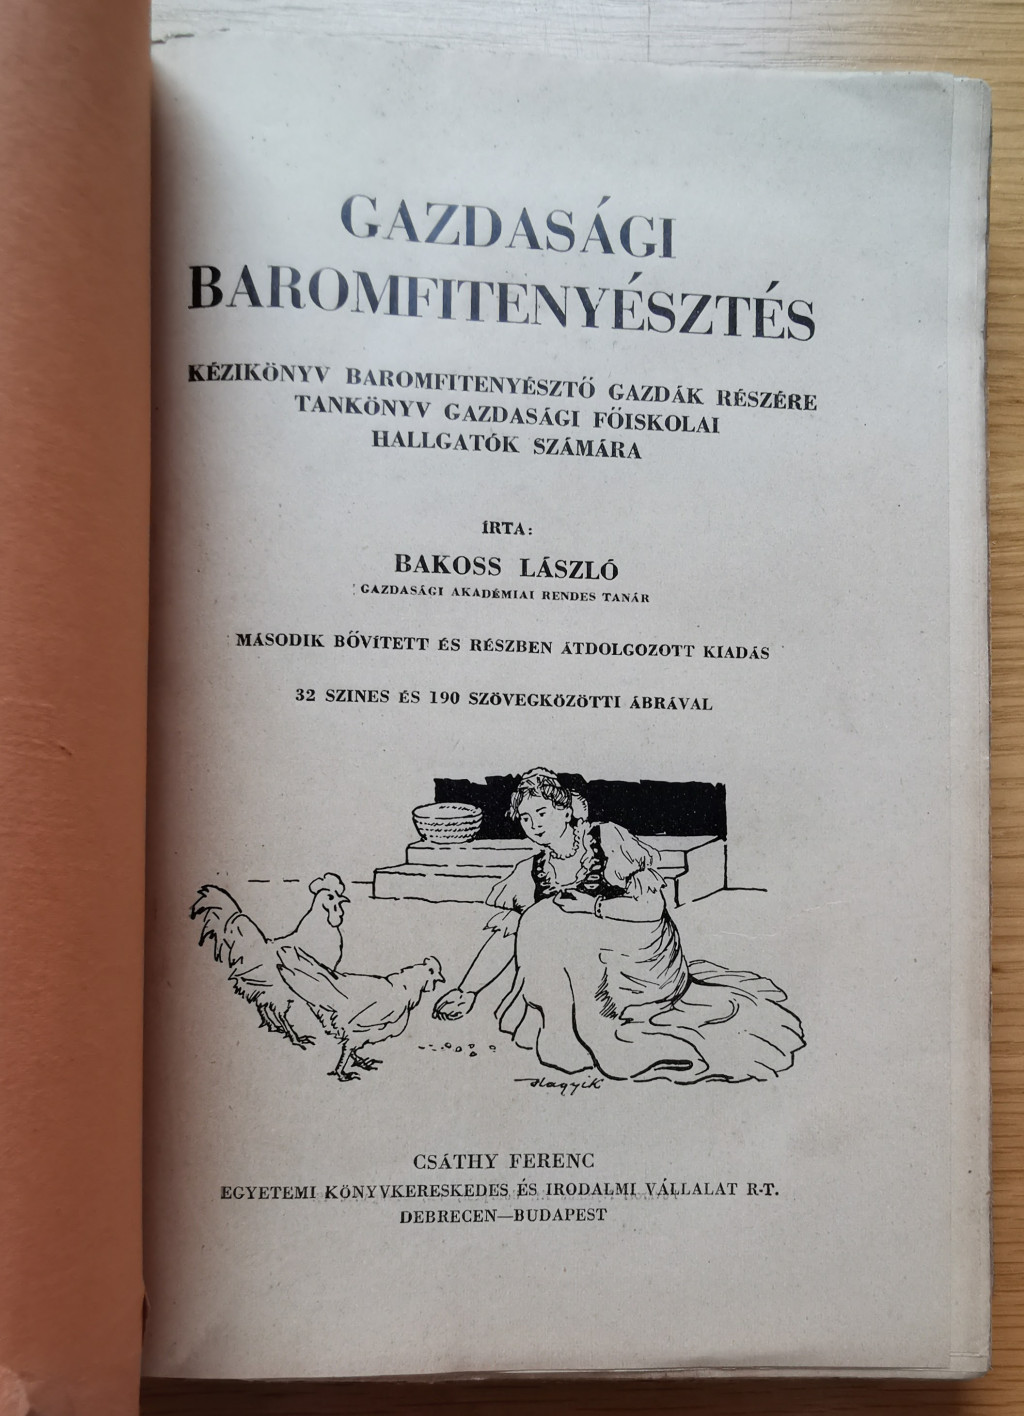 GAZDASÁGI
BAROMFITENYÉSZTÉS
KÉZIKÖNYV BAROMFITENYÉSZTŐ GAZDÁK RÉSZÉRE
TANKÖNYV GAZDASÁGI FŐISKOLAI
HALLGATÓK SZÁMÁRA
ÍRTA:
BAKOSS LÁSZLÓ
GAZDASÁGI AKADÉMIAI RENDES TANÁR
MÁSODIK BŐVÍTETT ÉS RÉSZBEN ÁTDOLGOZOTT KIADÁS
32 SZINES ÉS 190 SZÖVEGKÖZÖTTI ÁBRÁVAL
Nagyik
CSÁTHY FERENC
EGYETEMI KÖNYVKERESKEDES ÉS IRODALMI VÁLLALAT R-T.
DEBRECEN—BUDAPEST